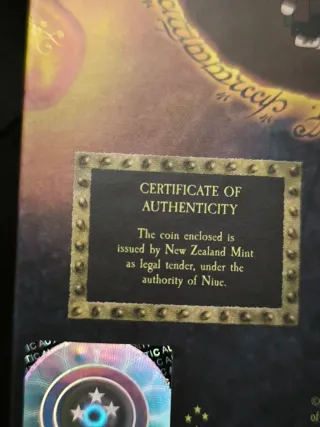 CERTIFICATE OF
AUTHENTICITY
The coin enclosed is
issued by New Zealand Mint
as legal tender, under the
authority of Niue.
©
of